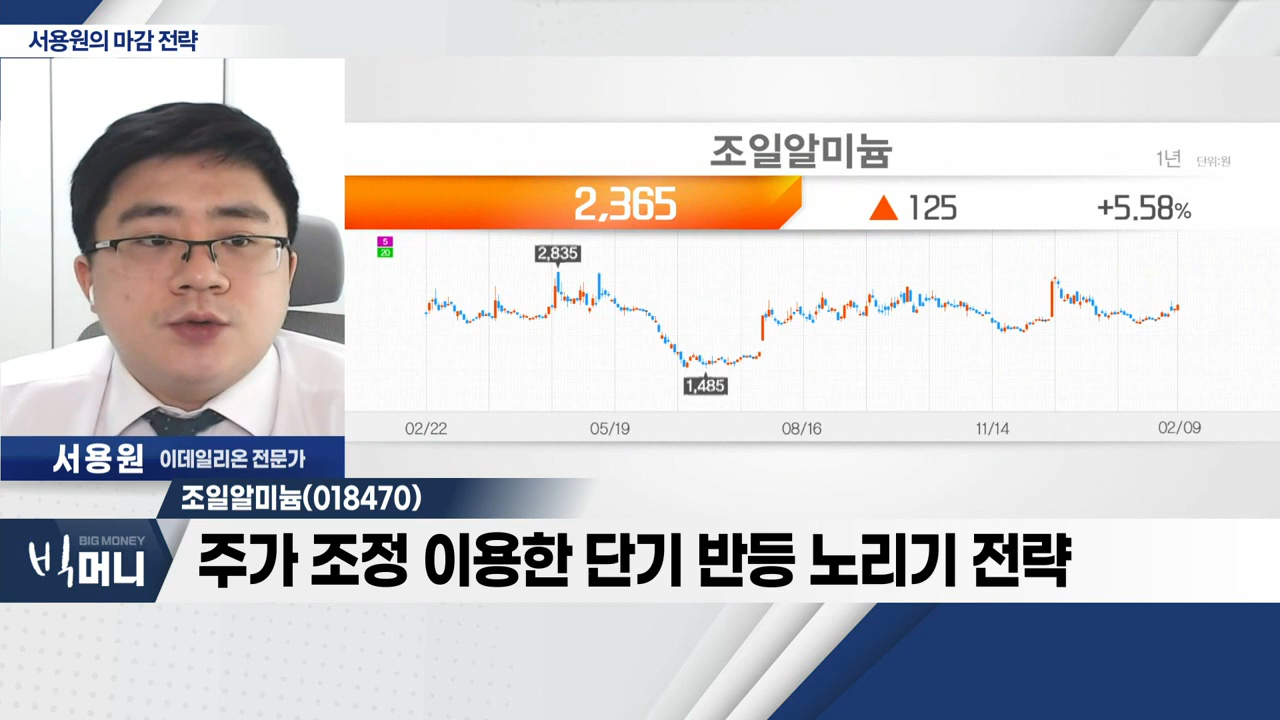 서용원의 마감 전략
조일알미늄
1년 단위:원
2,365 ▲ 125 +5.58%
5
20
2,835
1,485
02/22 05/19 08/16 11/14 02/09
서용원 이데일리온 전문가
조일알미늄(018470)
BIG MONEY
빅머니
주가 조정 이용한 단기 반등 노리기 전략